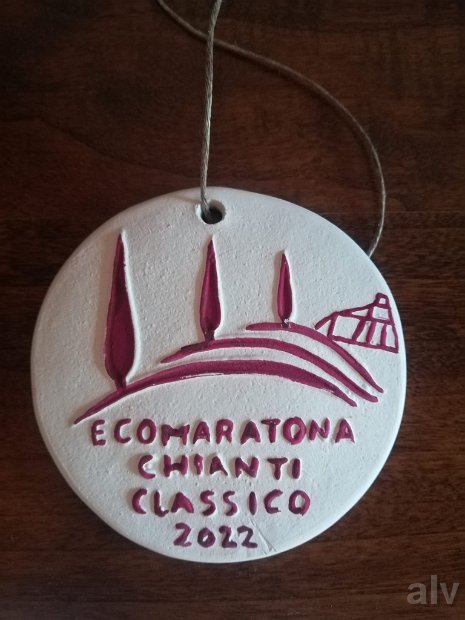 ECOMARATONA
CHIANTI
CLASSICO
2022
alv